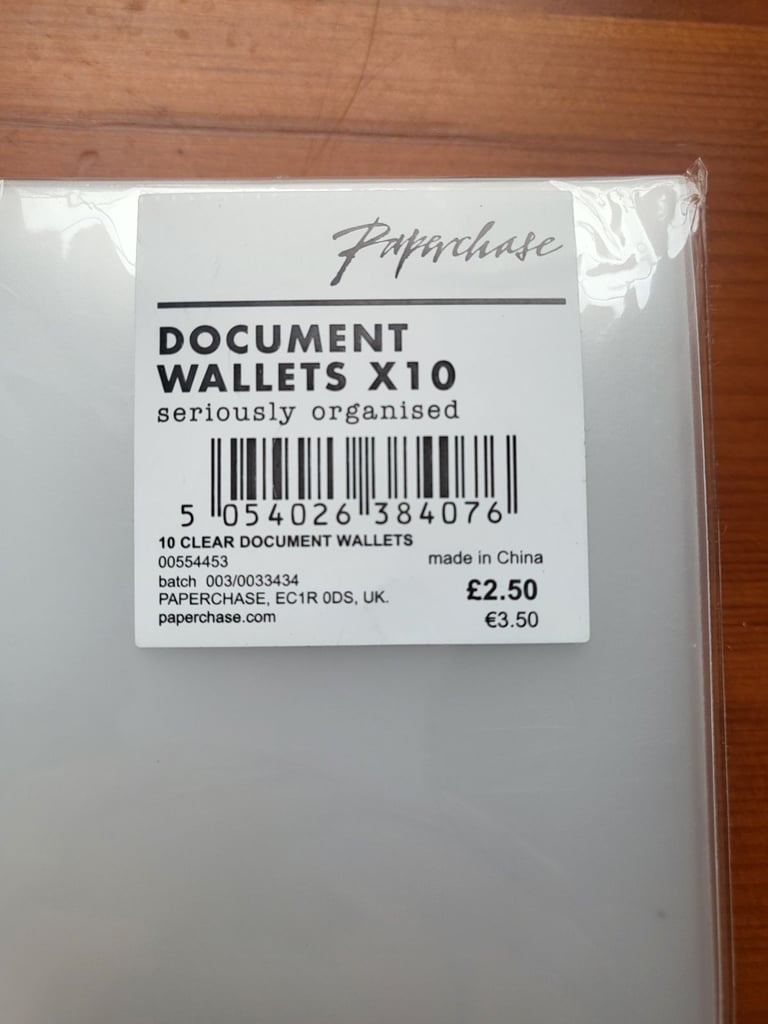 Paperchase
DOCUMENT
WALLETS X10
seriously organised
5 054026 384076
10 CLEAR DOCUMENT WALLETS
00554453
made in China
batch 003/0033434
PAPERCHASE, EC1R 0DS, UK.
£2.50
paperchase.com
€3.50